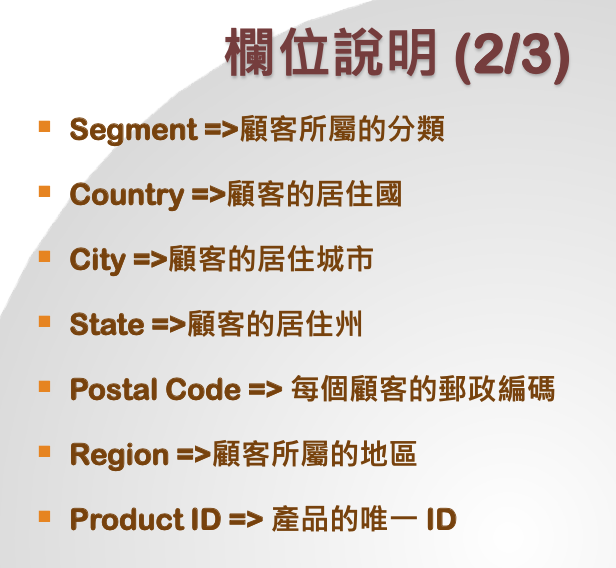 欄位說明 (2/3)
Segment =>顧客所屬的分類
Country =>顧客的居住國
City =>顧客的居住城市
State =>顧客的居住州
Postal Code => 每個顧客的郵政編碼
Region =>顧客所屬的地區
Product ID => 產品的唯一 ID